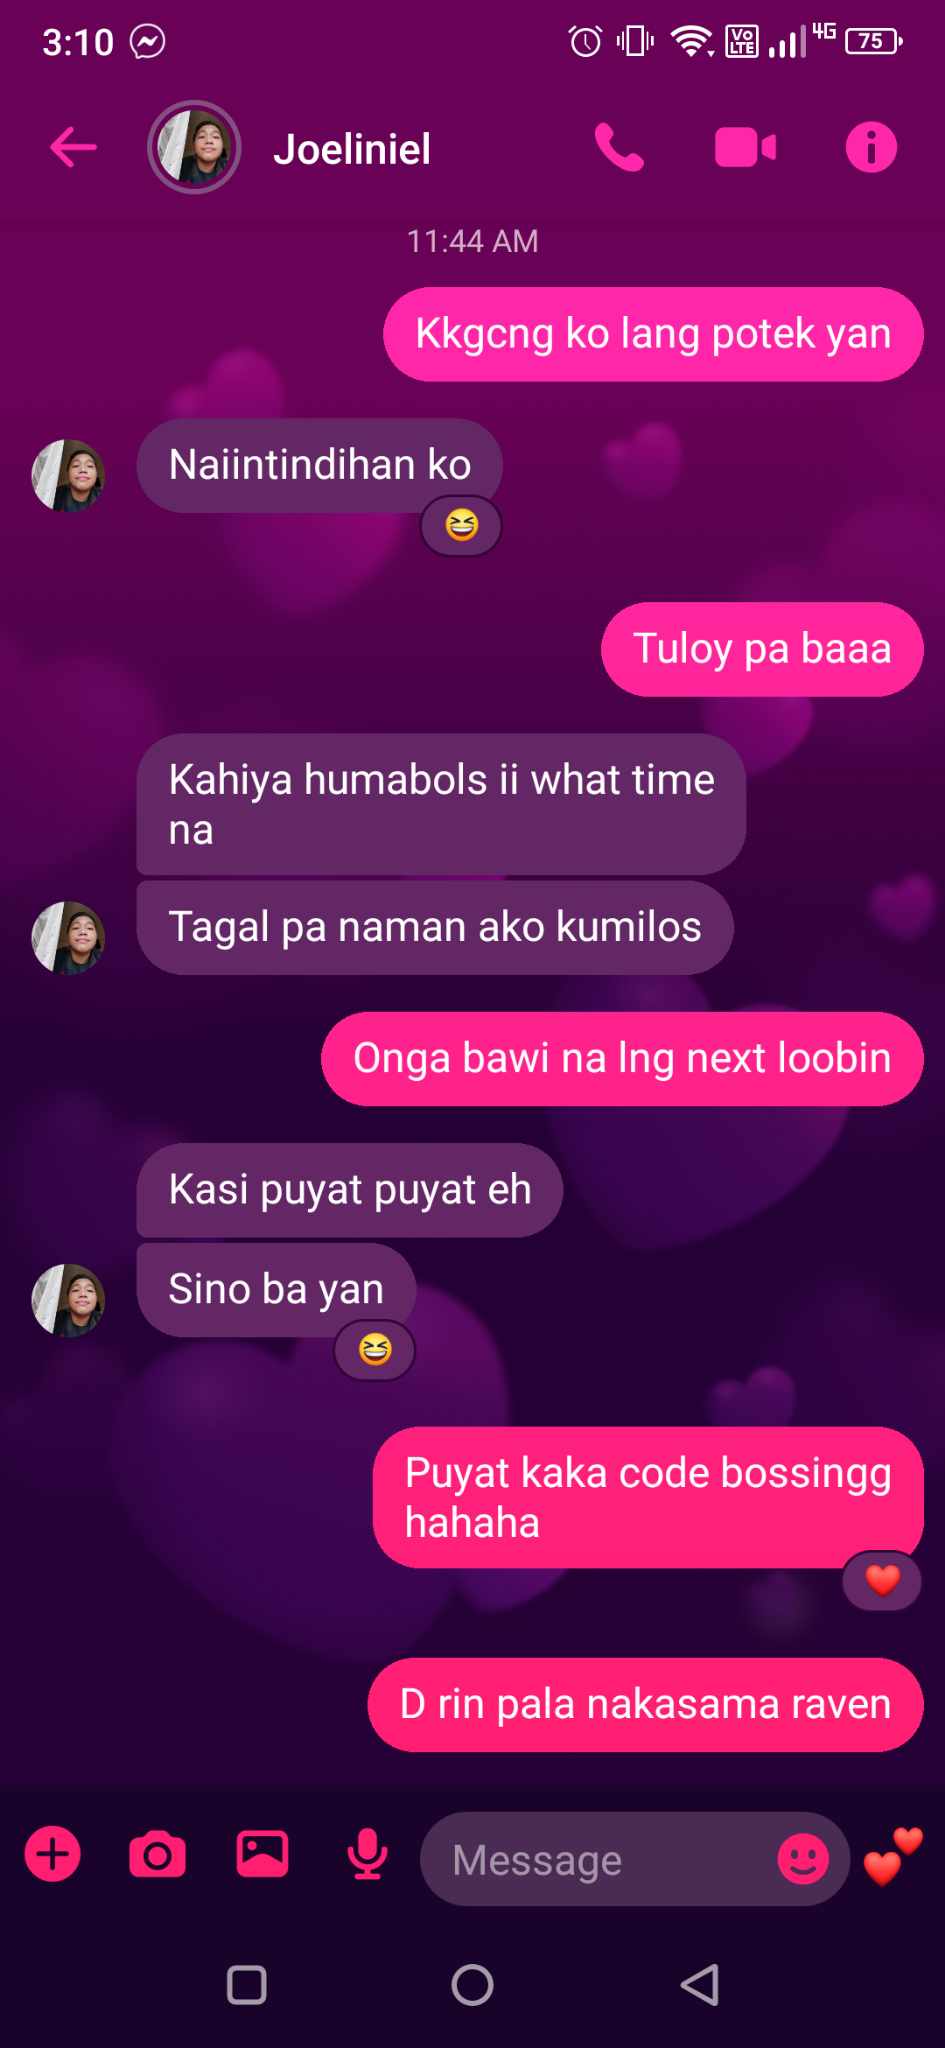 3:10
VoLTE
4G
75
Joeliniel
11:44 AM
Kkgcng ko lang potek yan
Naiintindihan ko
Tuloy pa baaa
Kahiya humabols ii what time
na
Tagal pa naman ako kumilos
Onga bawi na lng next loobin
Kasi puyat puyat eh
Sino ba yan
Puyat kaka code bossingg
hahaha
D rin pala nakasama raven
Message